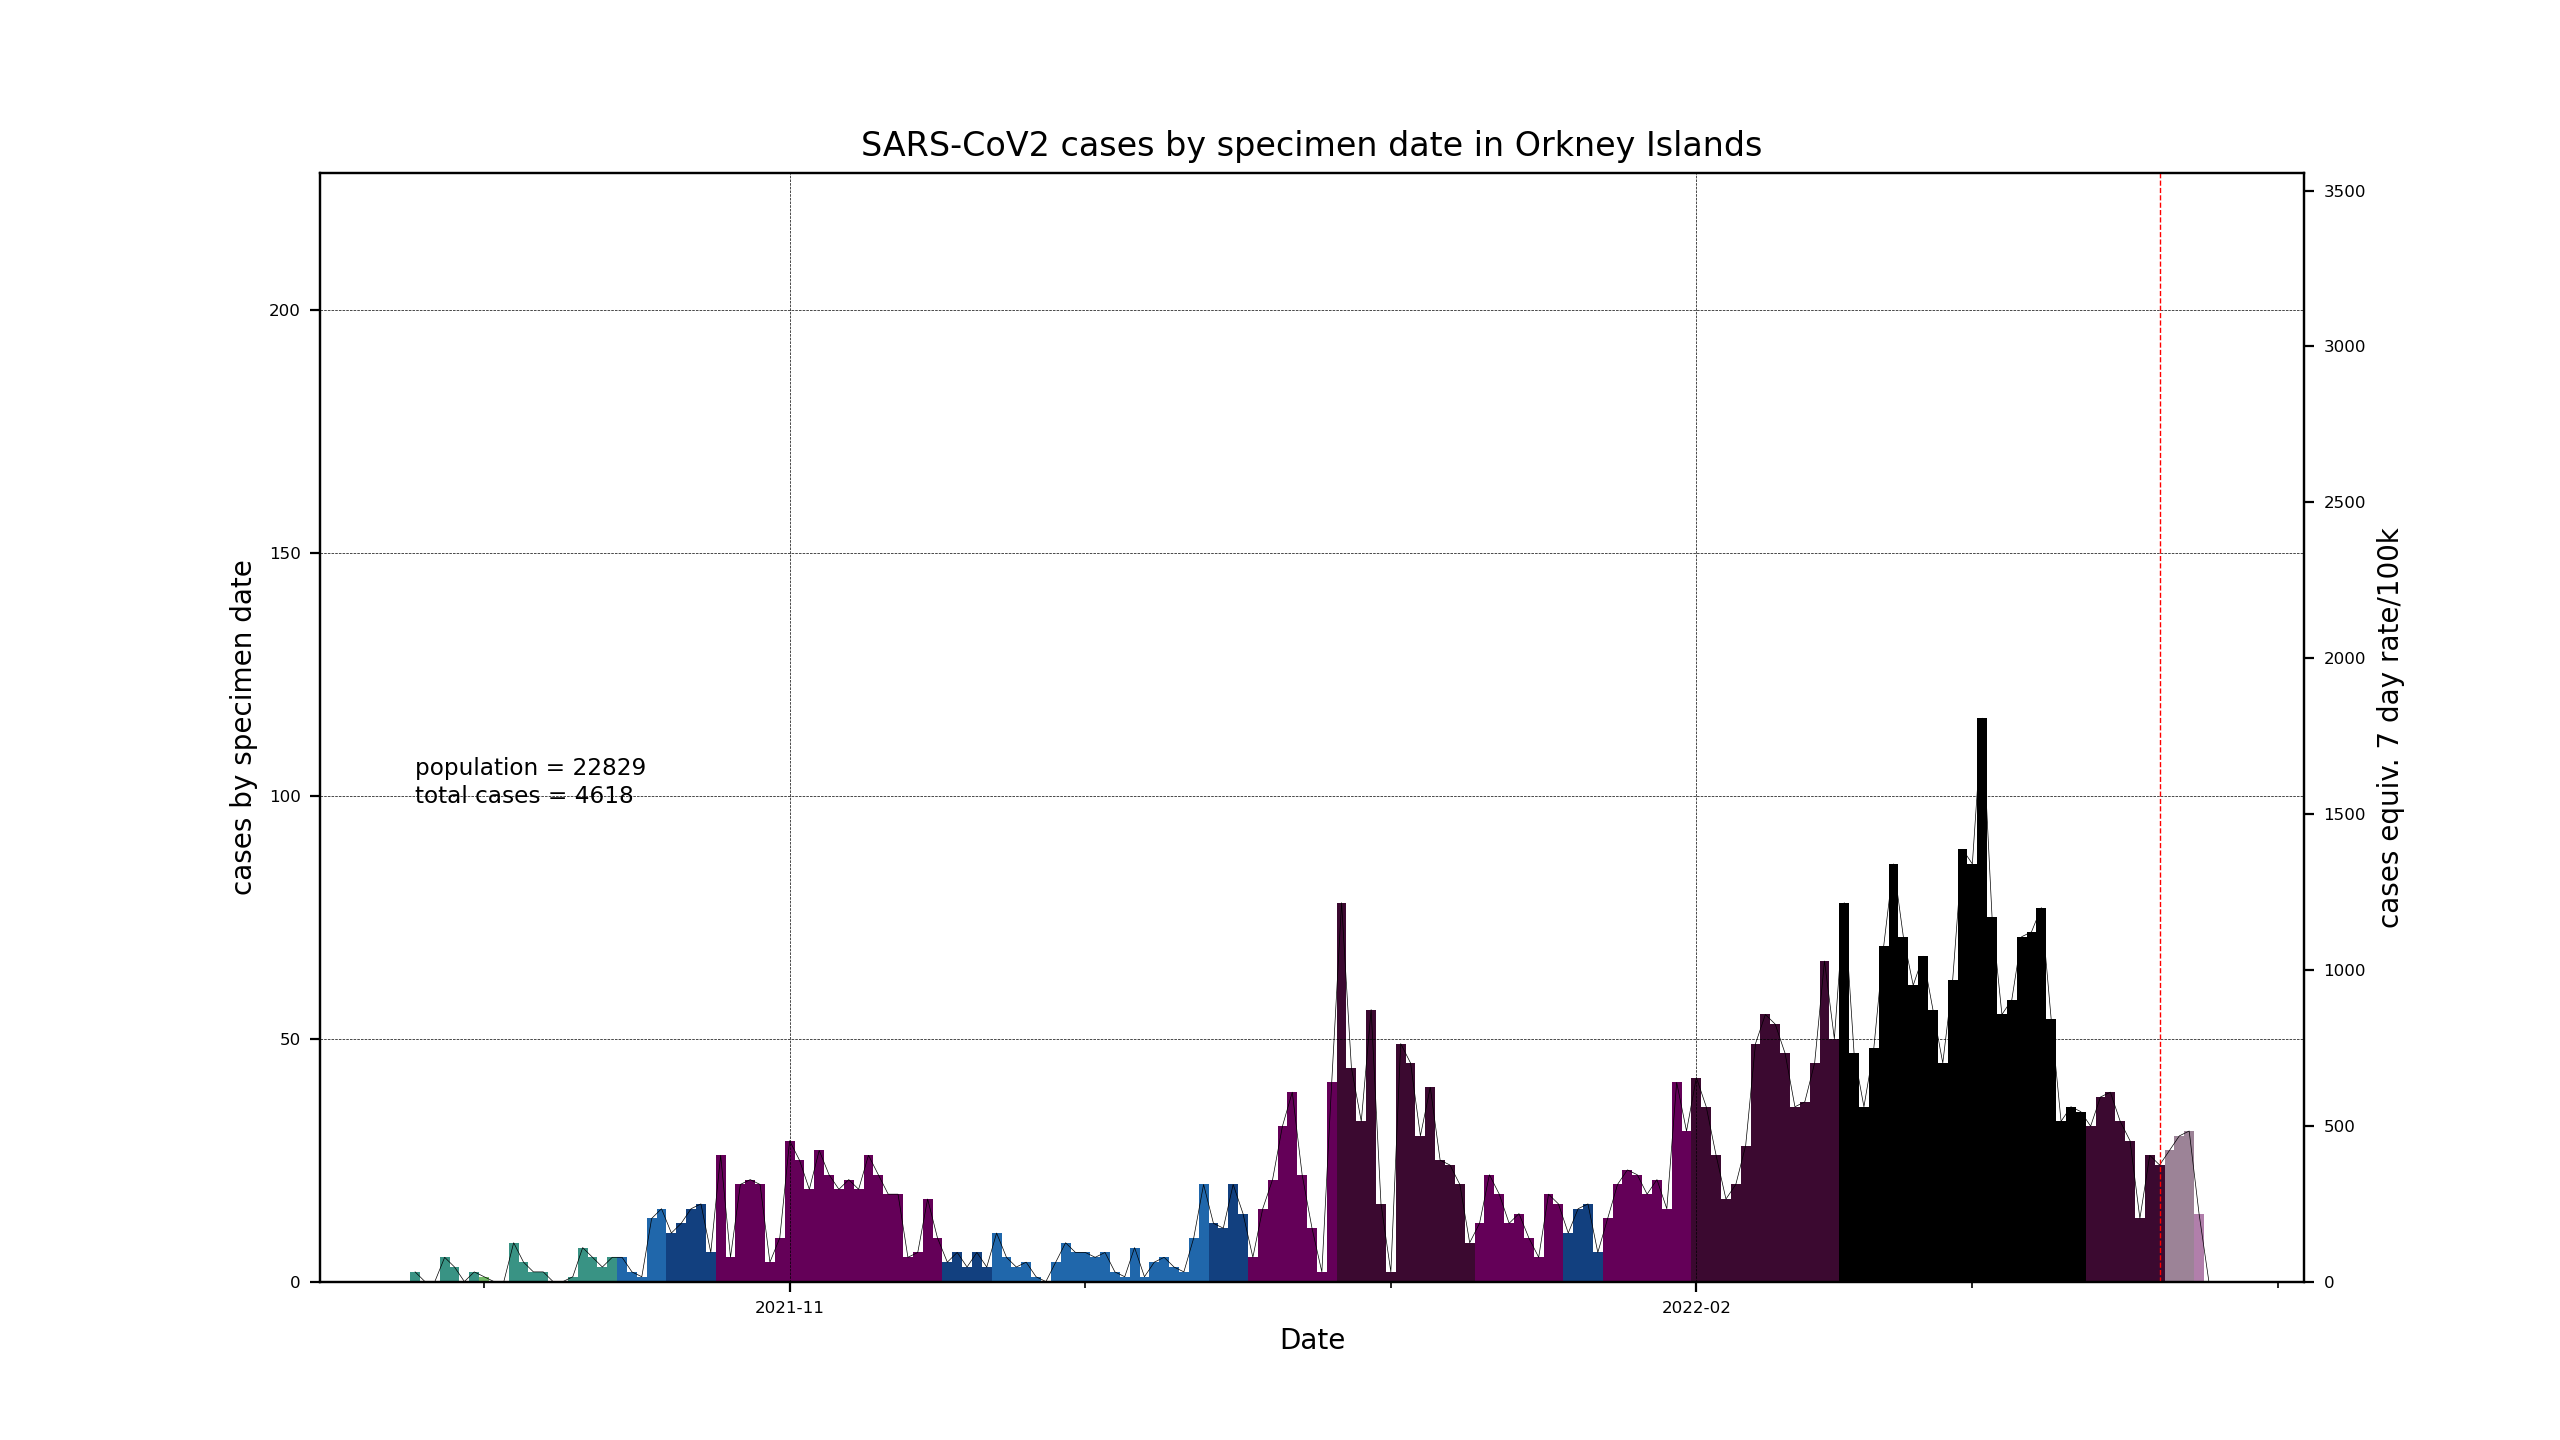 SARS-CoV2 cases by specimen date in Orkney Islands
cases by specimen date
200
150
100
50
0
population = 22829
total cases = 4618
3500
3000
2500
2000
1500
1000
500
0
cases equiv. 7 day rate/100k
2021-11
2022-02
Date